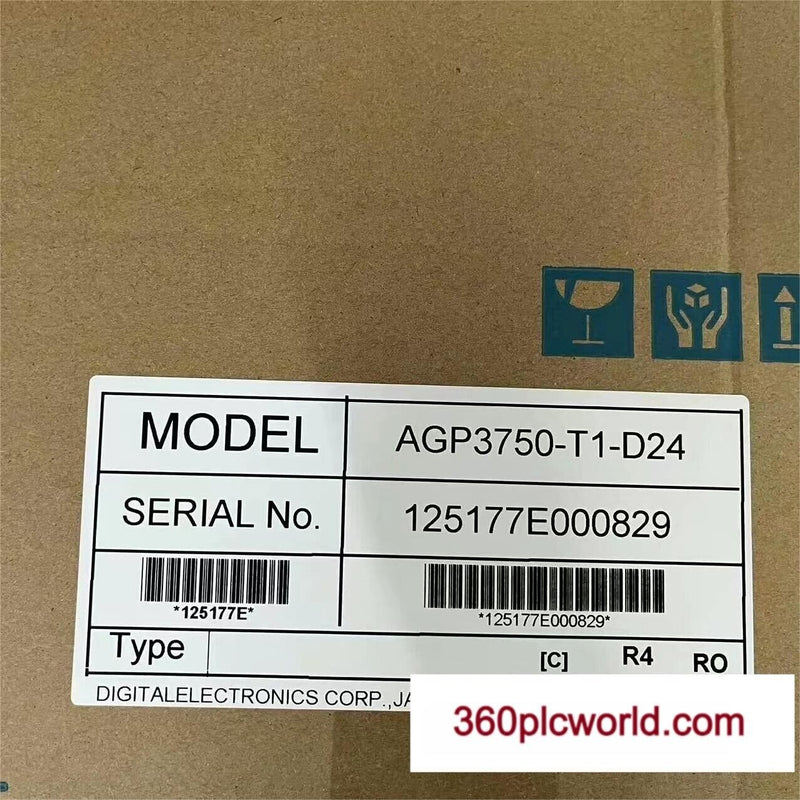 MODEL AGP3750-T1-D24
SERIAL No. 125177E000829
*125177E* *125177E000829*
Type [C] R4 RO
DIGITALELECTRONICS CORP.,JA
360plcworld.com